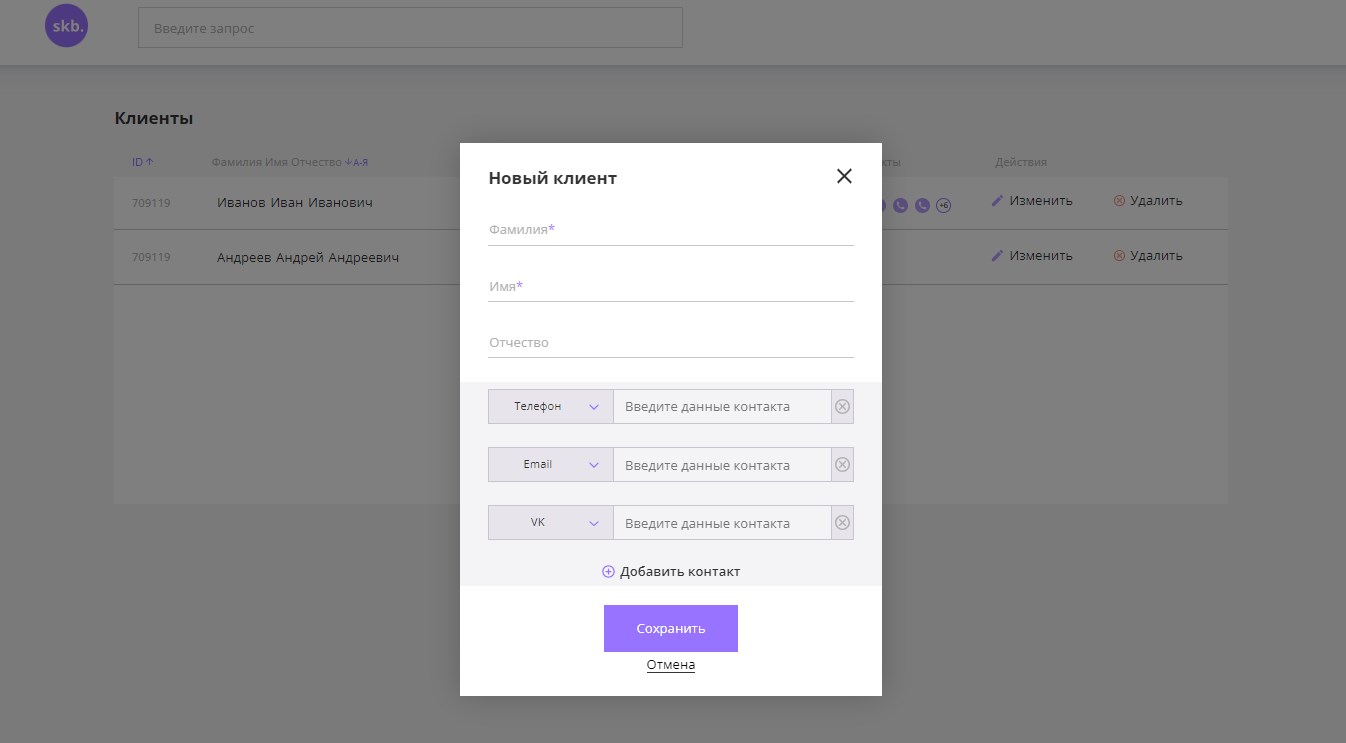 skb.
Введите запрос
Клиенты
ID ↑ Фамилия Имя Отчество ↓А-Я Действия
709119 Иванов Иван Иванович +6 Изменить Удалить
709119 Андреев Андрей Андреевич Изменить Удалить
Новый клиент
Фамилия*
Имя*
Отчество
Телефон Введите данные контакта
Email Введите данные контакта
VK Введите данные контакта
Добавить контакт
Сохранить
Отмена